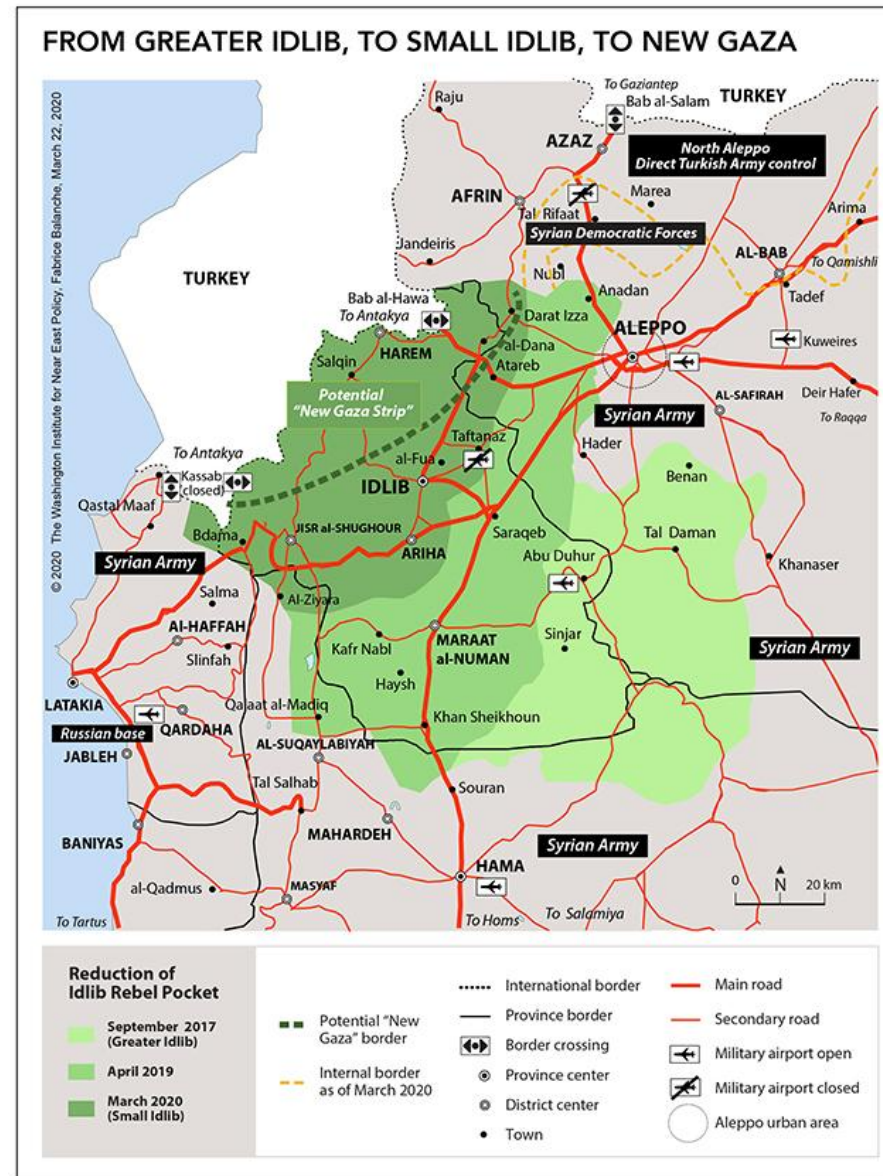 FROM GREATER IDLIB, TO SMALL IDLIB, TO NEW GAZA
© 2020 The Washington Institute for Near East Policy, Fabrice Balanche, March 22, 2020
To Gaziantep
Bab al-Salam
TURKEY
Raju
AZAZ
North Aleppo
Direct Turkish Army control
AFRIN
Marea
Tal Rifaat
Arima
Syrian Democratic Forces
Jandeiris
Nubl
AL-BAB
To Qamishli
TURKEY
Bab al-Hawa
To Antakya
Anadan
Tadef
Darat Izza
ALEPPO
HAREM
al-Dana
Kuweires
Salqin
Atareb
Deir Hafer
Potential
"New Gaza Strip"
AL-SAFIRAH
Syrian Army
To Raqqa
Taftanaz
To Antakya
Hader
al-Fua
Kassab
(closed)
Benan
IDLIB
Qastal Maaf
Saraqeb
JISR al-SHUGHOUR
Tal Daman
Bdama
ARIHA
Abu Duhur
Khanaser
Syrian Army
Al-Ziyara
Salma
Al-HAFFAH
MARAAT
al-NUMAN
Sinjar
Kafr Nabl
Slinfah
Syrian Army
Haysh
LATAKIA
Qalaat al-Madiq
QARDAHA
Khan Sheikhoun
Russian base
AL-SUQAYLABIYAH
JABLEH
Tal Salhab
Souran
MAHARDEH
BANIYAS
Syrian Army
HAMA
0 N 20 km
al-Qadmus
MASYAF
To Tartus
To Homs
To Salamiya
Reduction of
Idlib Rebel Pocket
September 2017
(Greater Idlib)
April 2019
March 2020
(Small Idlib)
Potential "New
Gaza" border
Internal border
as of March 2020
International border
Province border
Border crossing
Province center
District center
Town
Main road
Secondary road
Military airport open
Military airport closed
Aleppo urban area